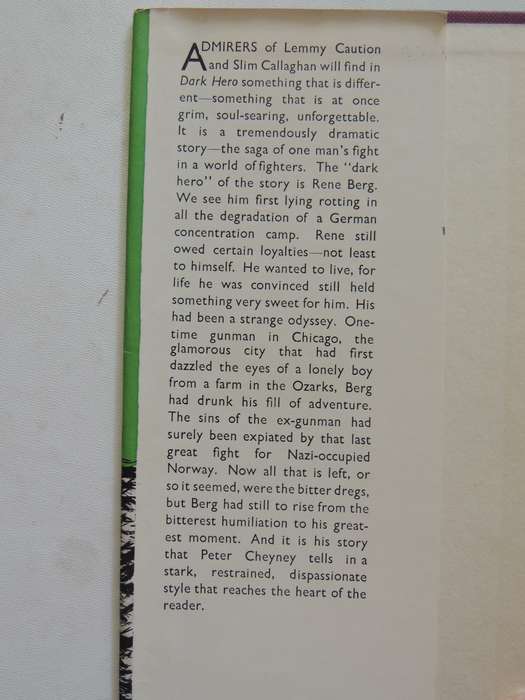 ADMIRERS of Lemmy Caution
and Slim Callaghan will find in
Dark Hero something that is differ-
ent—something that is at once
grim, soul-searing, unforgettable.
It is a tremendously dramatic
story—the saga of one man's fight
in a world of fighters. The "dark
hero" of the story is Rene Berg.
We see him first lying rotting in
all the degradation of a German
concentration camp. Rene still
owed certain loyalties—not least
to himself. He wanted to live, for
life he was convinced still held
something very sweet for him. His
had been a strange odyssey. One-
time gunman in Chicago, the
glamorous city that had first
dazzled the eyes of a lonely boy
from a farm in the Ozarks, Berg
had drunk his fill of adventure.
The sins of the ex-gunman had
surely been expiated by that last
great fight for Nazi-occupied
Norway. Now all that is left, or
so it seemed, were the bitter dregs,
but Berg had still to rise from the
bitterest humiliation to his great-
est moment. And it is his story
that Peter Cheyney tells in a
stark, restrained, dispassionate
style that reaches the heart of the
reader.